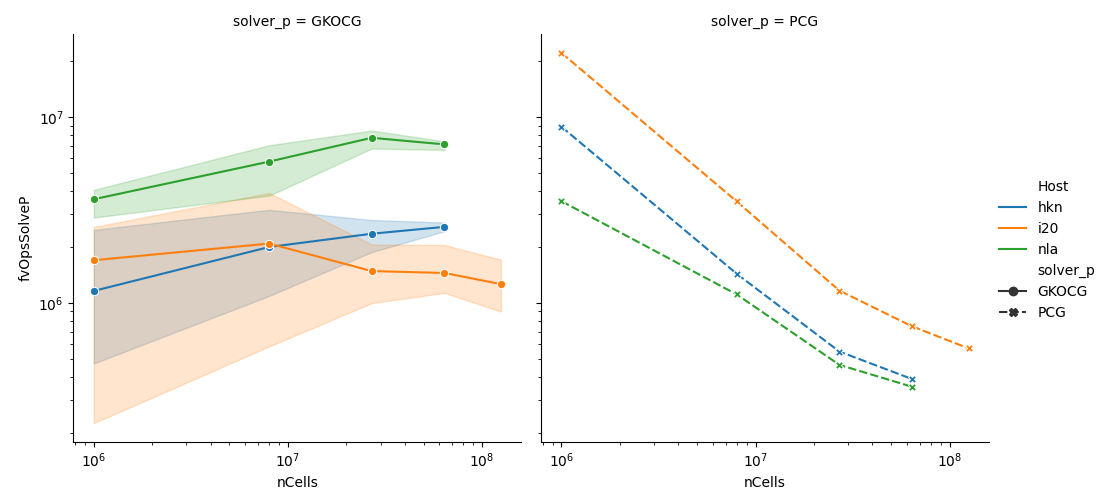 solver_p = GKOCG
solver_p = PCG
fvOpsSolveP
10^7
10^6
10^6
10^7
10^8
nCells
10^6
10^7
10^8
nCells
Host
hkn
i20
nla
solver_p
GKOCG
PCG